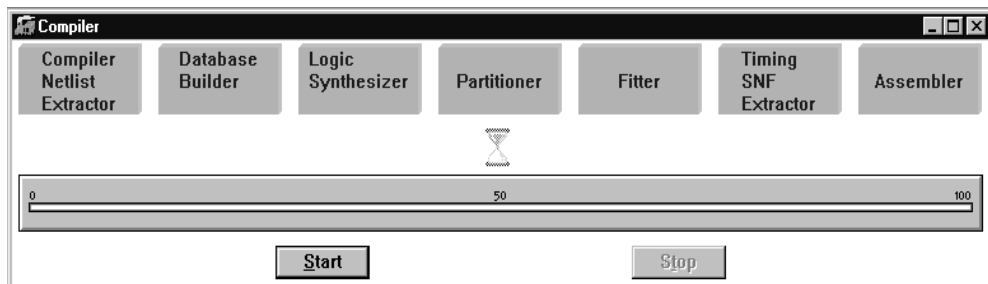 Compiler
Compiler
Netlist
Extractor
Database
Builder
Logic
Synthesizer
Partitioner
Fitter
Timing
SNF
Extractor
Assembler
0 50 100
Start Stop